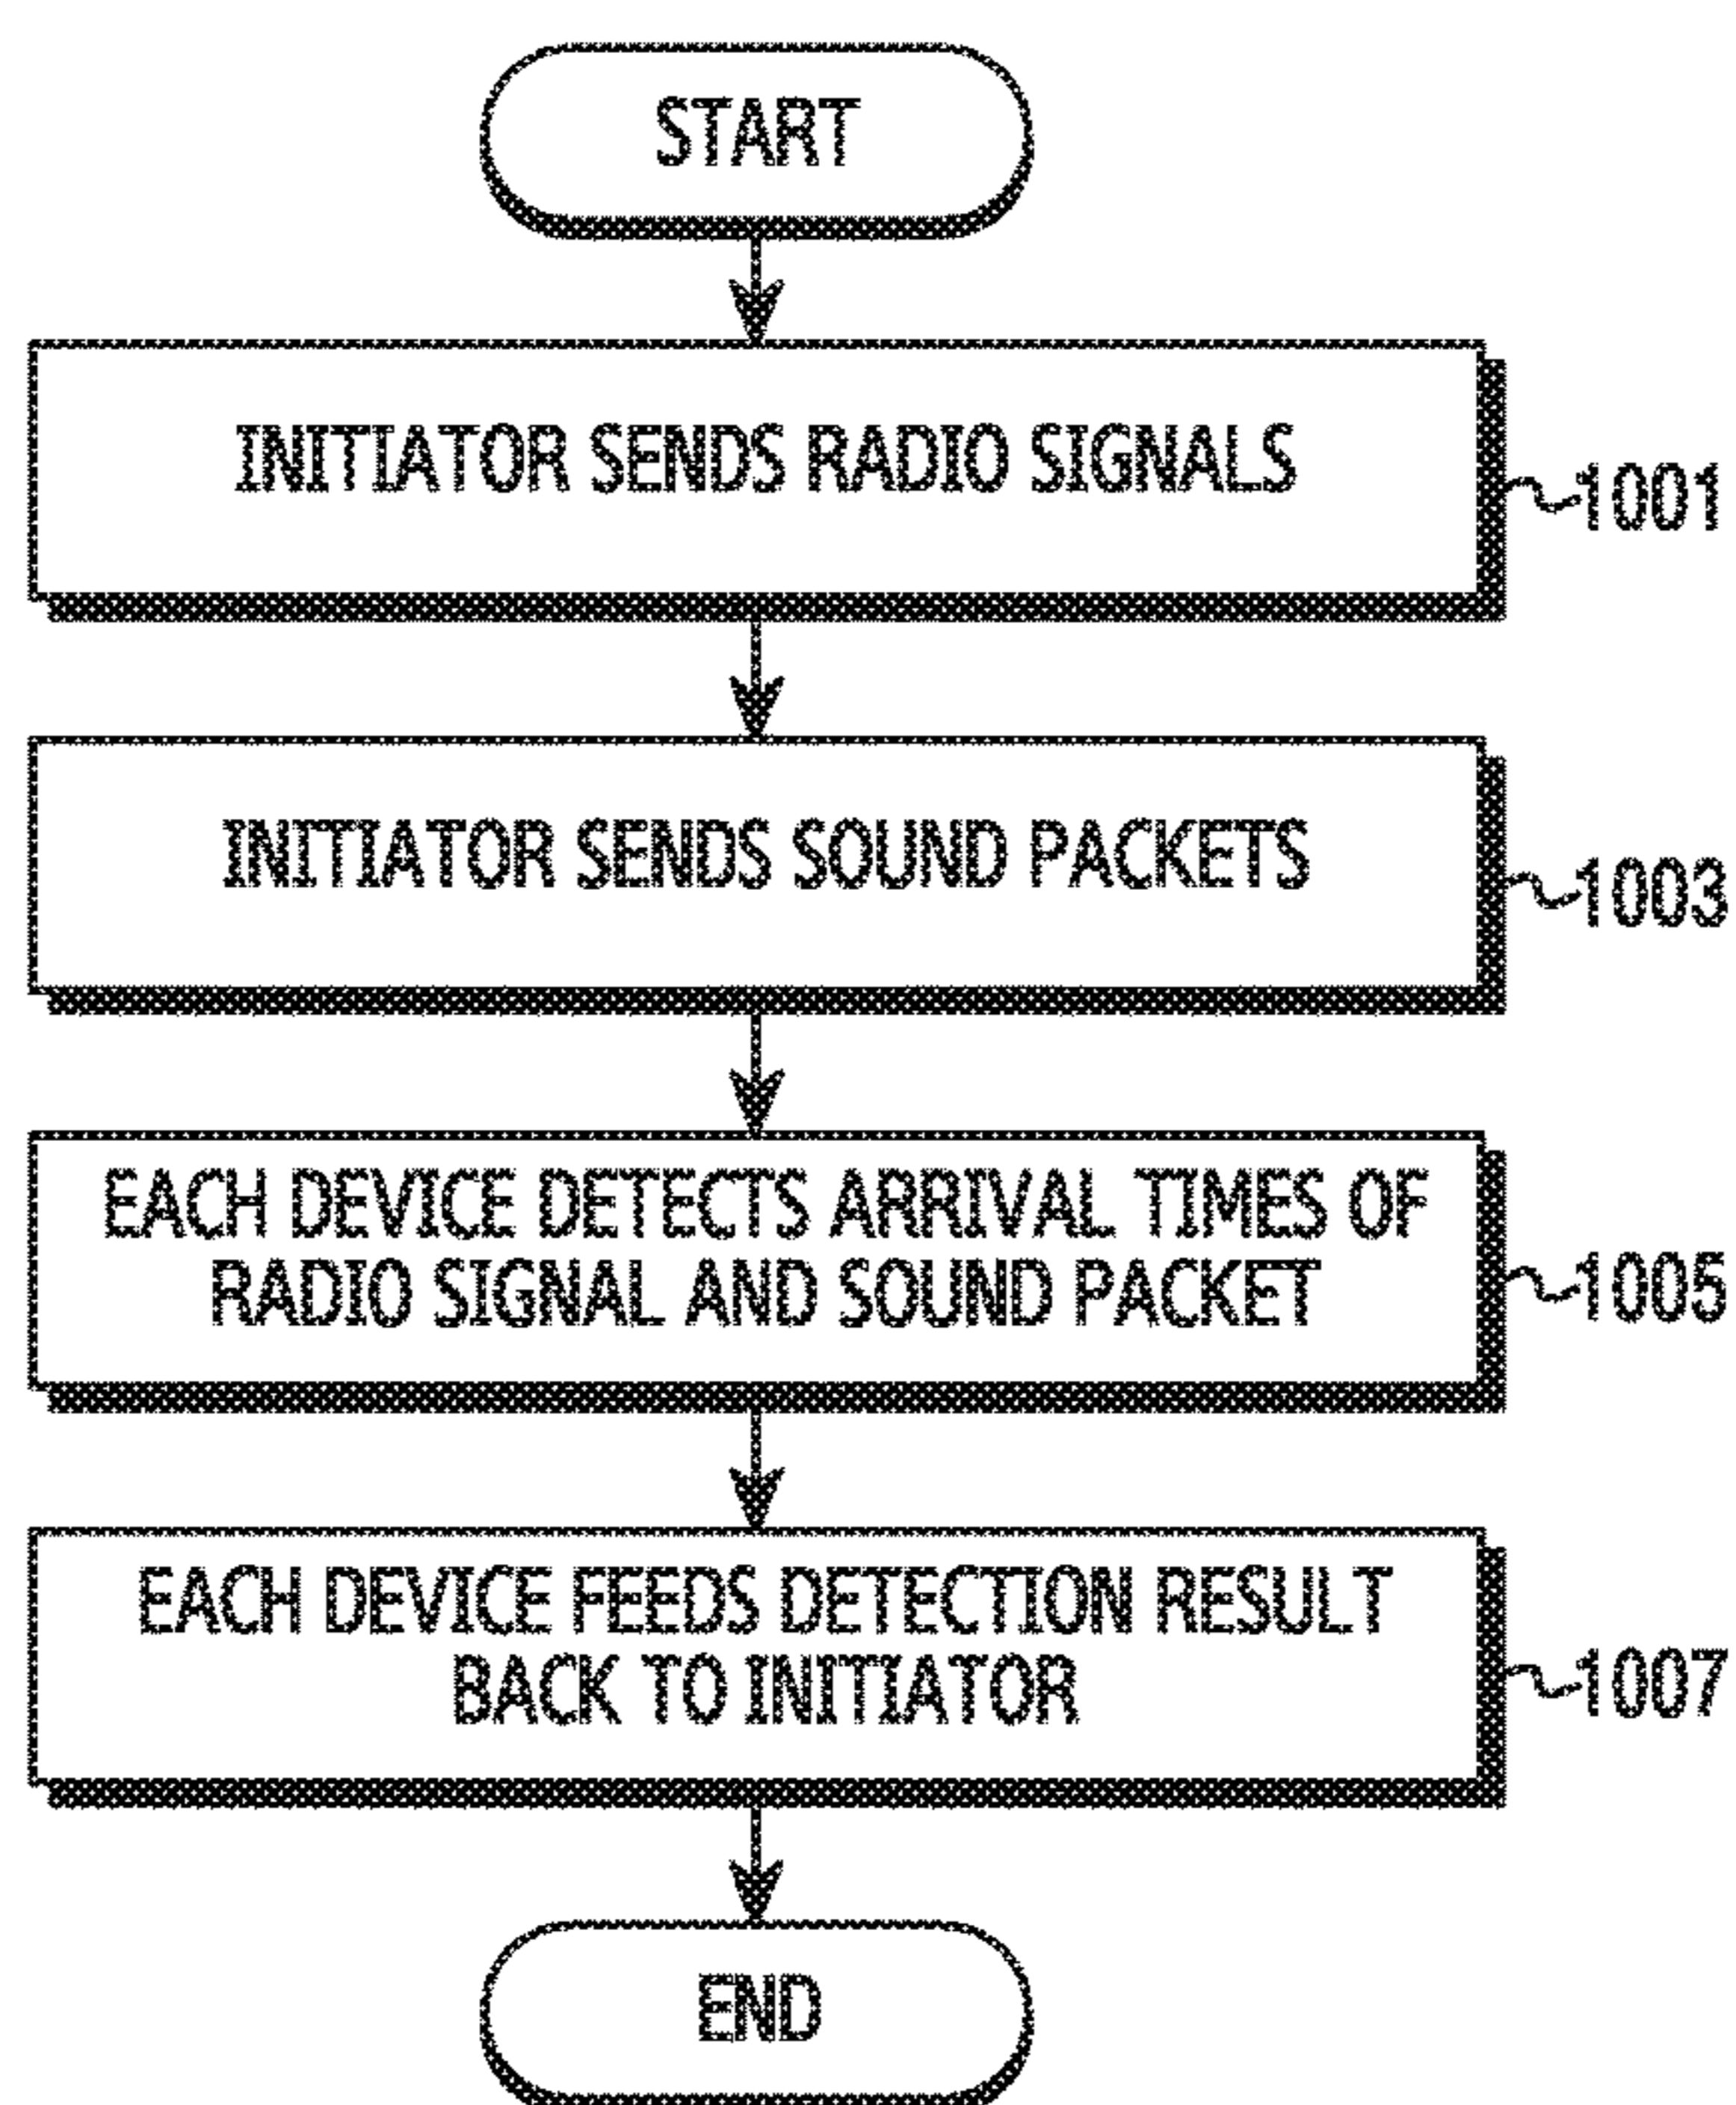 START
INITIATOR SENDS RADIO SIGNALS
1001
INITIATOR SENDS SOUND PACKETS
1003
EACH DEVICE DETECTS ARRIVAL TIMES OF
RADIO SIGNAL AND SOUND PACKET
1005
EACH DEVICE FEEDS DETECTION RESULT
BACK TO INITIATOR
1007
END